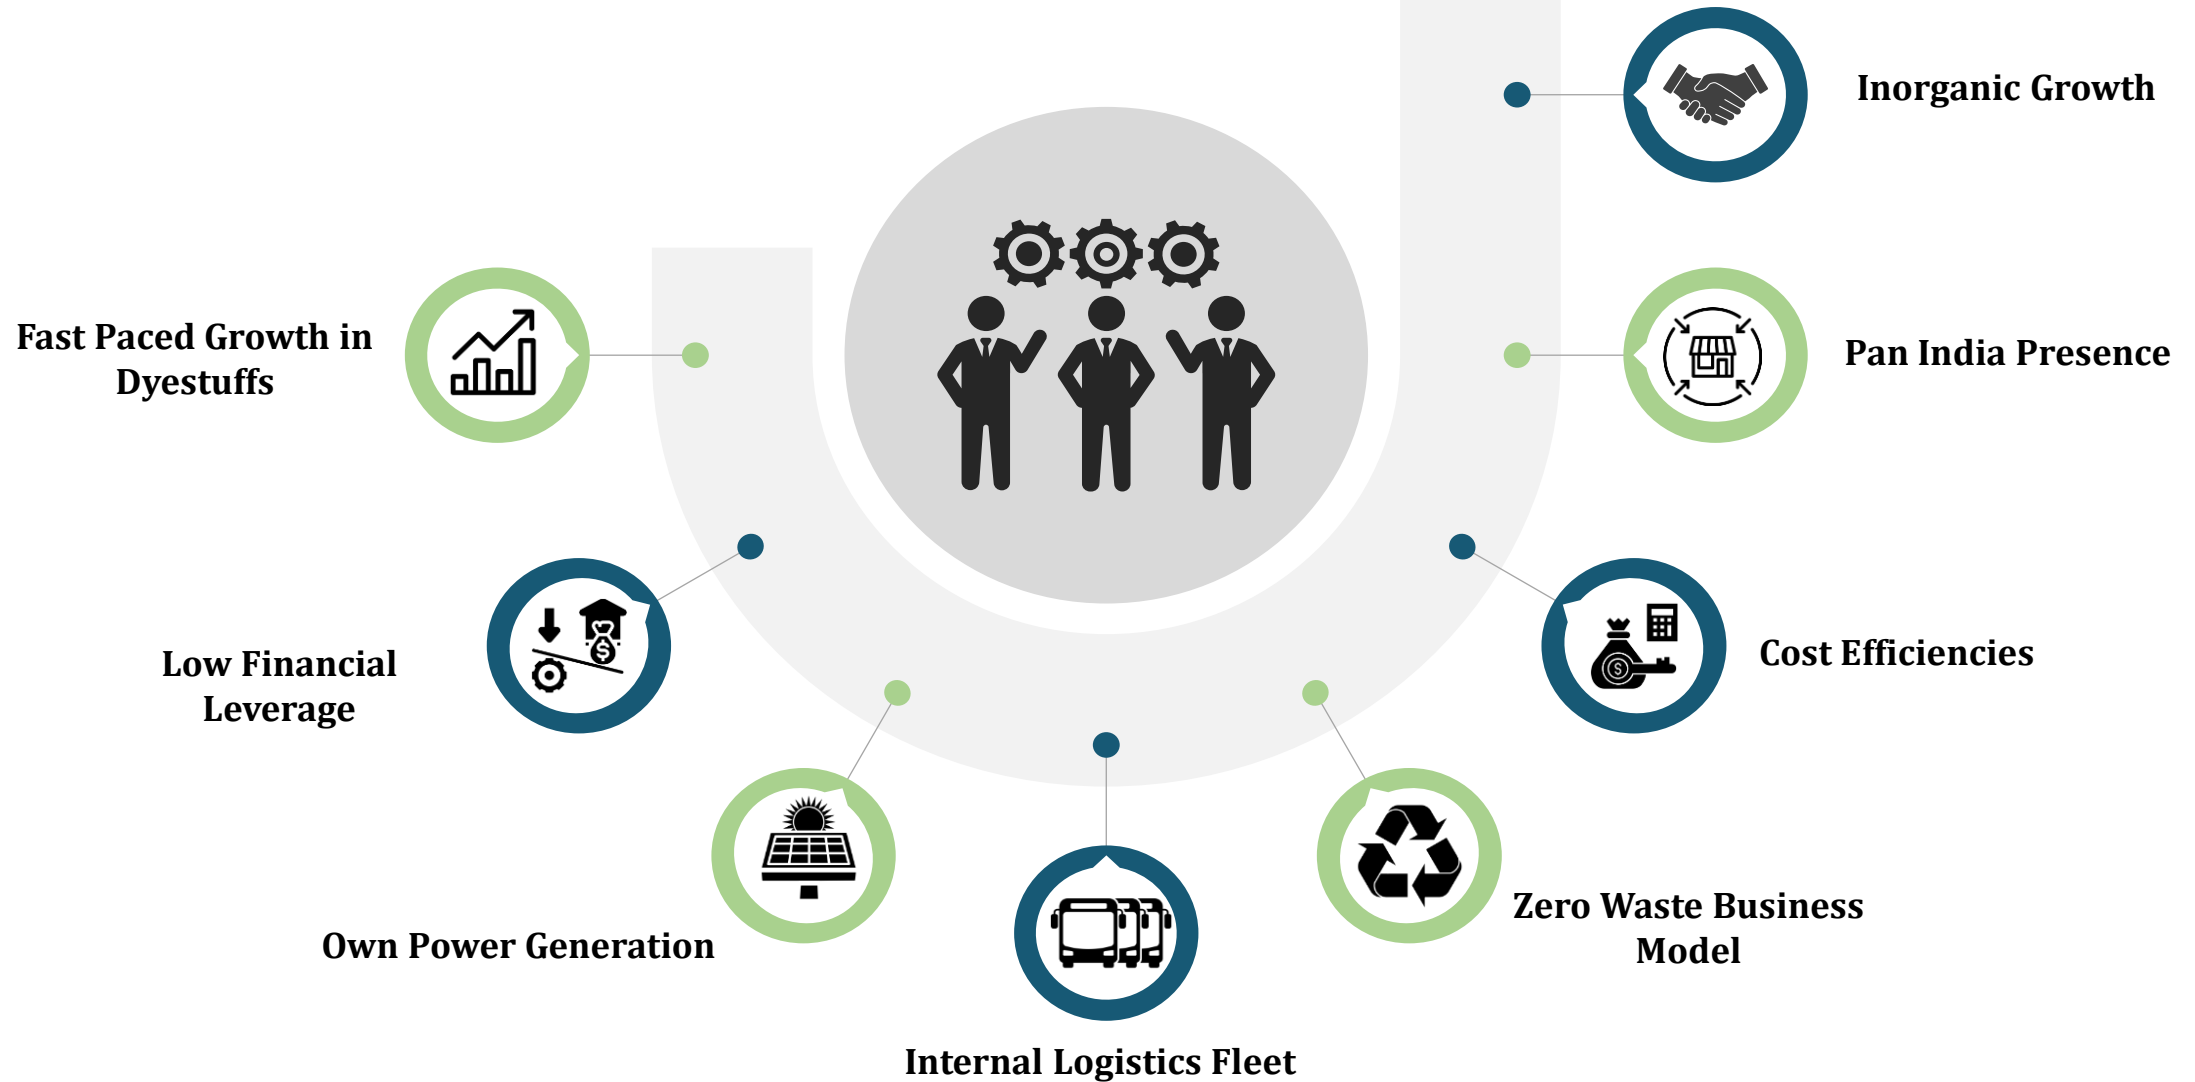 Inorganic Growth
Fast Paced Growth in
Dyestuffs
Pan India Presence
Low Financial
Leverage
Cost Efficiencies
Own Power Generation
Zero Waste Business
Model
Internal Logistics Fleet